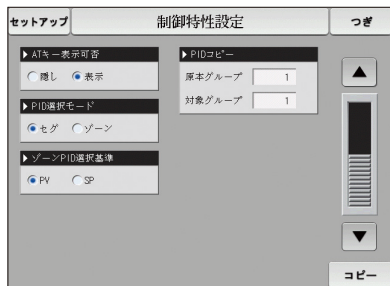 セットアップ
制御特性設定
つぎ
▶ ATキー表示可否
隠し 表示
▶ PID選択モード
セグ ゾーン
▶ ゾーンPID選択基準
PV SP
▶ PIDコピー
原本グループ 1
対象グループ 1
コピー